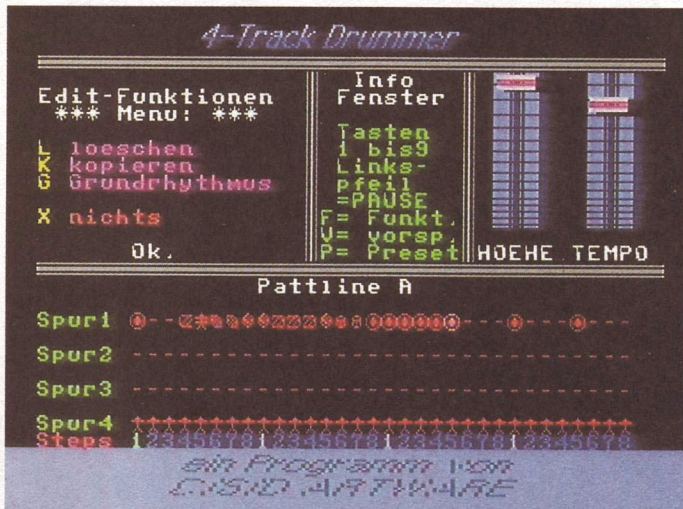 4-Track Drummer
Edit-Funktionen
*** Menu: ***
L loeschen
K kopieren
G Grundrhythmus
X nichts
Ok.
Info
Fenster
Tasten
1 bis9
Links-
pfeil
=PAUSE
F= Funkt.
V= vorsp.
P= Preset
HOEHE TEMPO
Pattline A
Spur1
Spur2
Spur3
Spur4
Steps 12345678123456781234567812345678
ein Programm von
C/S/D ARTWARE